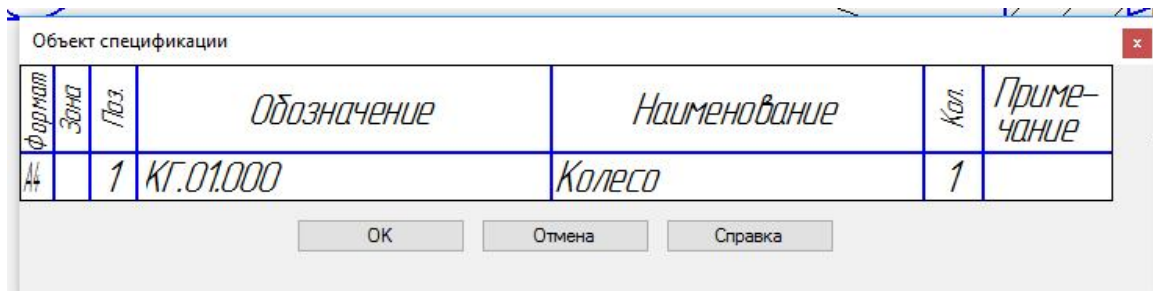 Объект спецификации
x
Формат Зона Поз. Обозначение Наименование Кол. Приме-
чание
А4 1 КГ.01.000 Колесо 1
ОК Отмена Справка